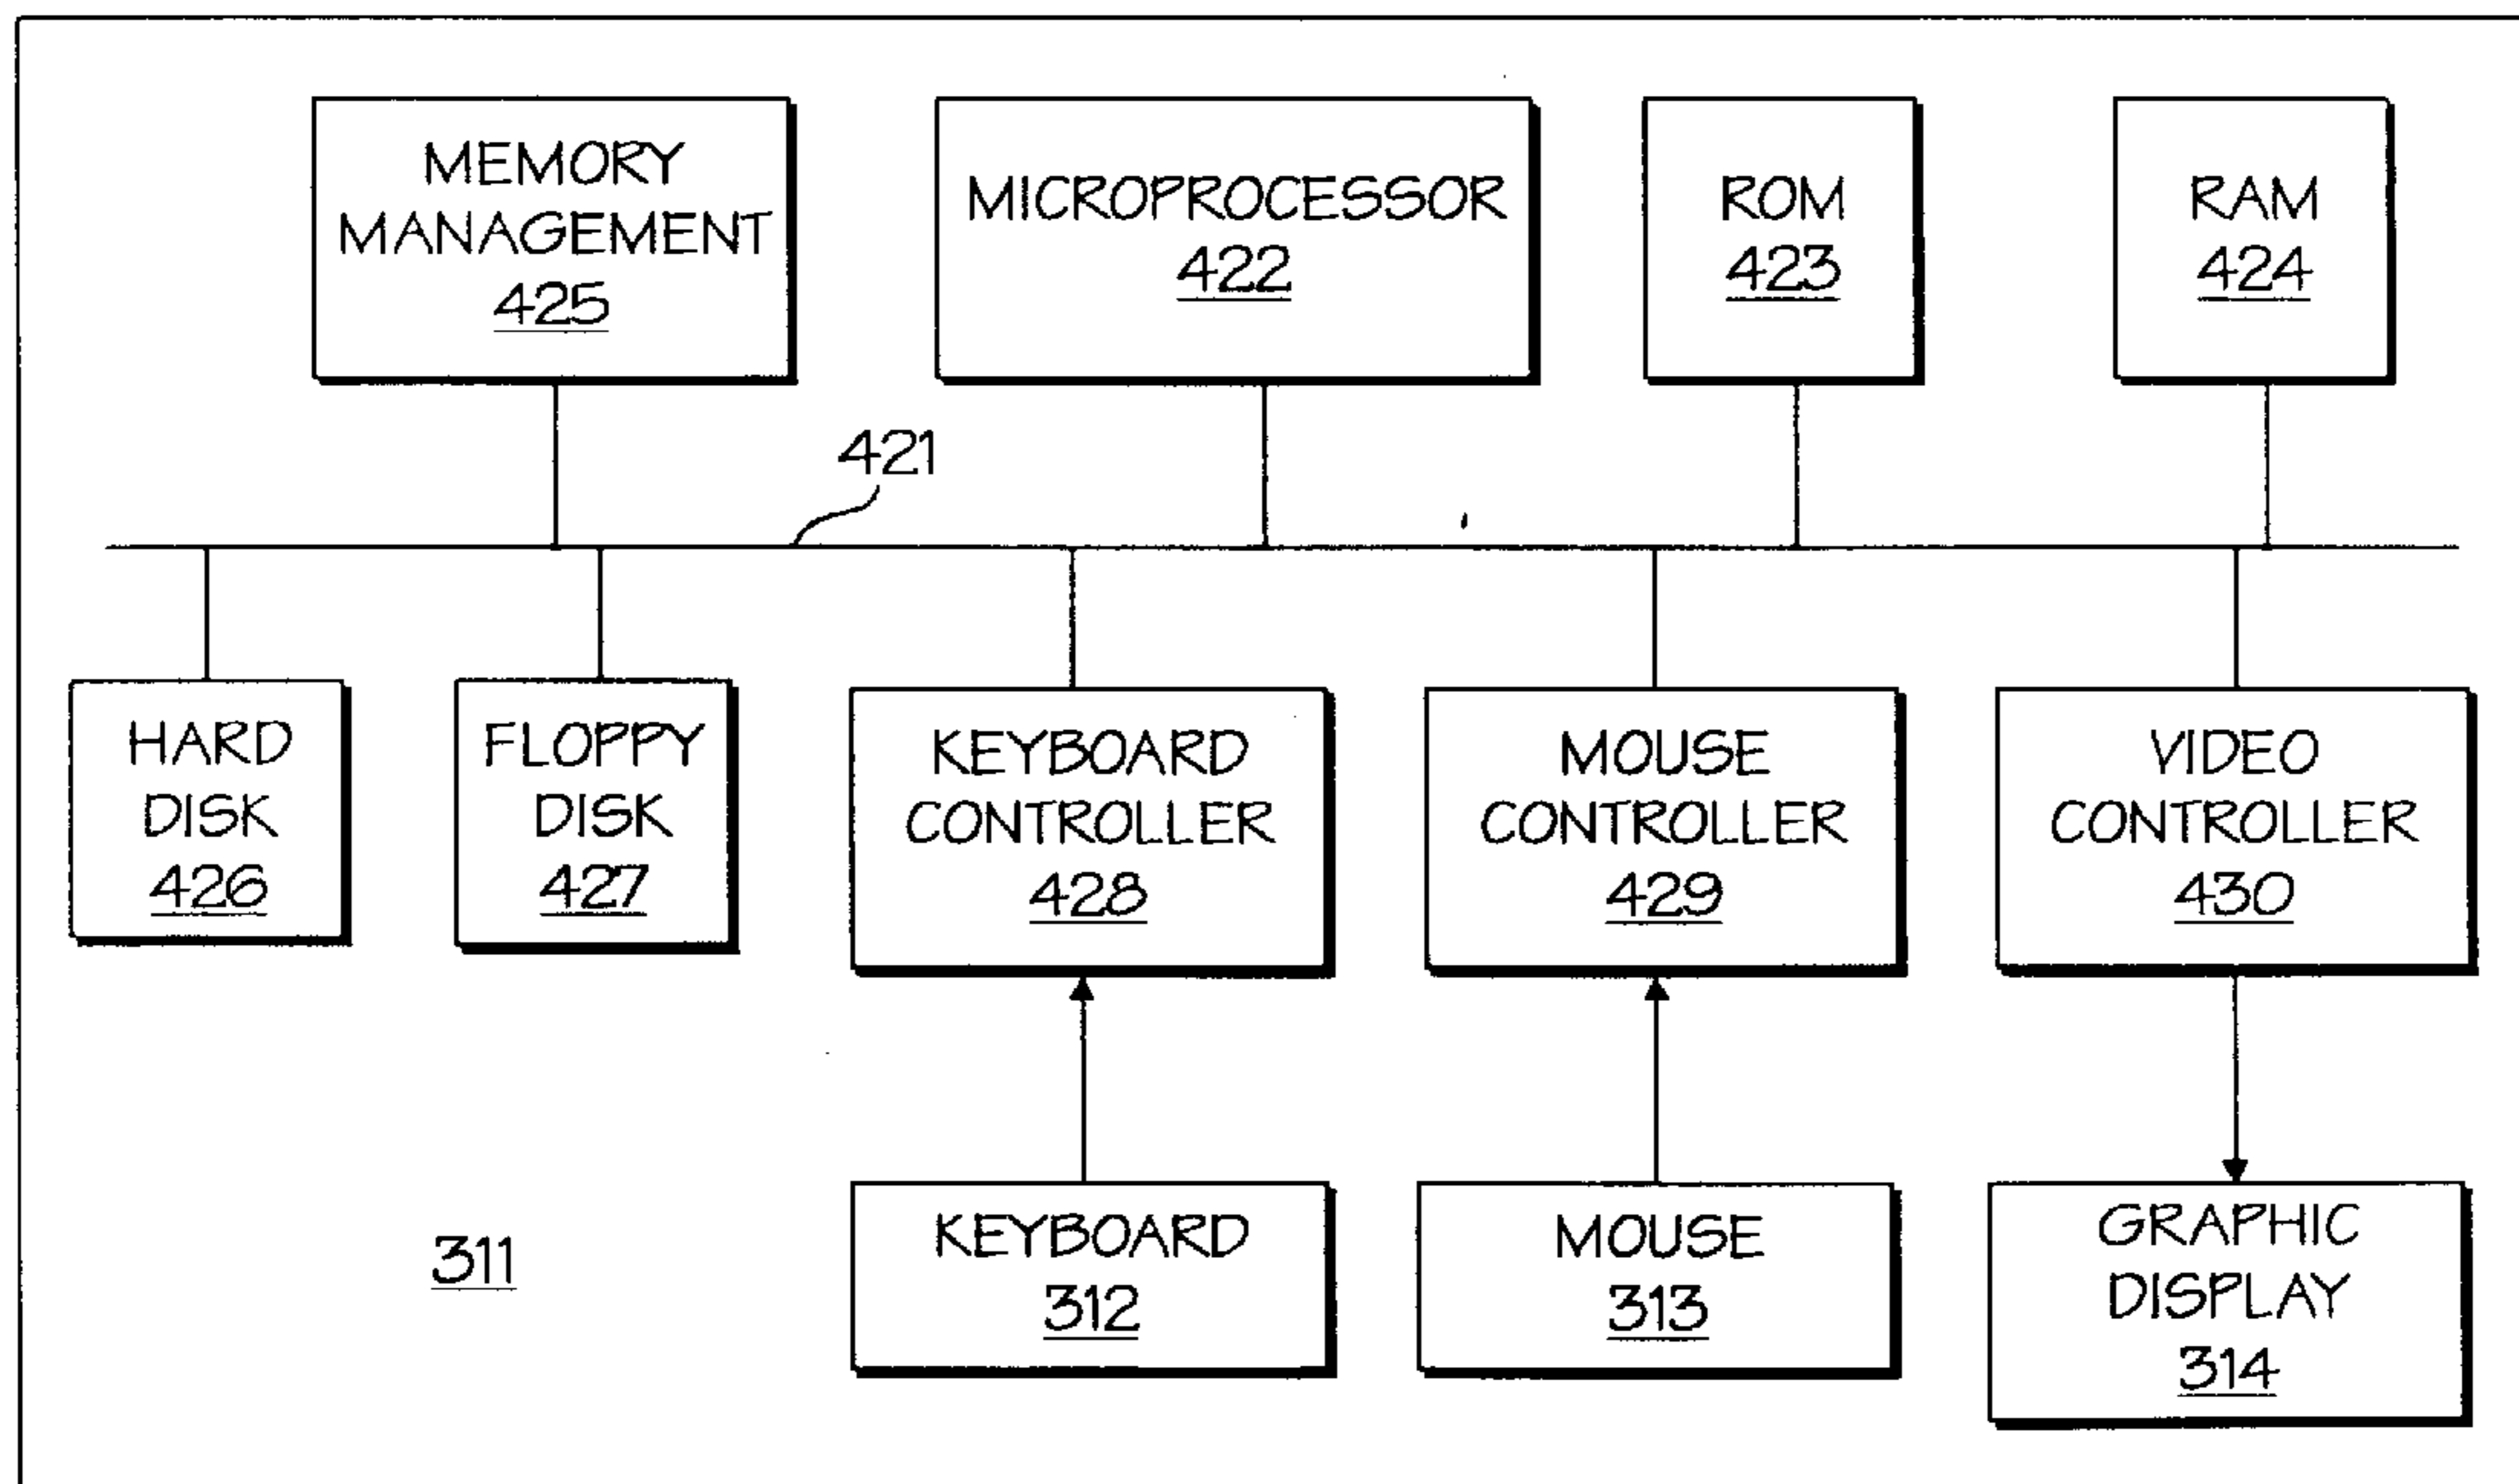 MEMORY
MANAGEMENT
425
MICROPROCESSOR
422
ROM
423
RAM
424
421
HARD
DISK
426
FLOPPY
DISK
427
KEYBOARD
CONTROLLER
428
MOUSE
CONTROLLER
429
VIDEO
CONTROLLER
430
311
KEYBOARD
312
MOUSE
313
GRAPHIC
DISPLAY
314